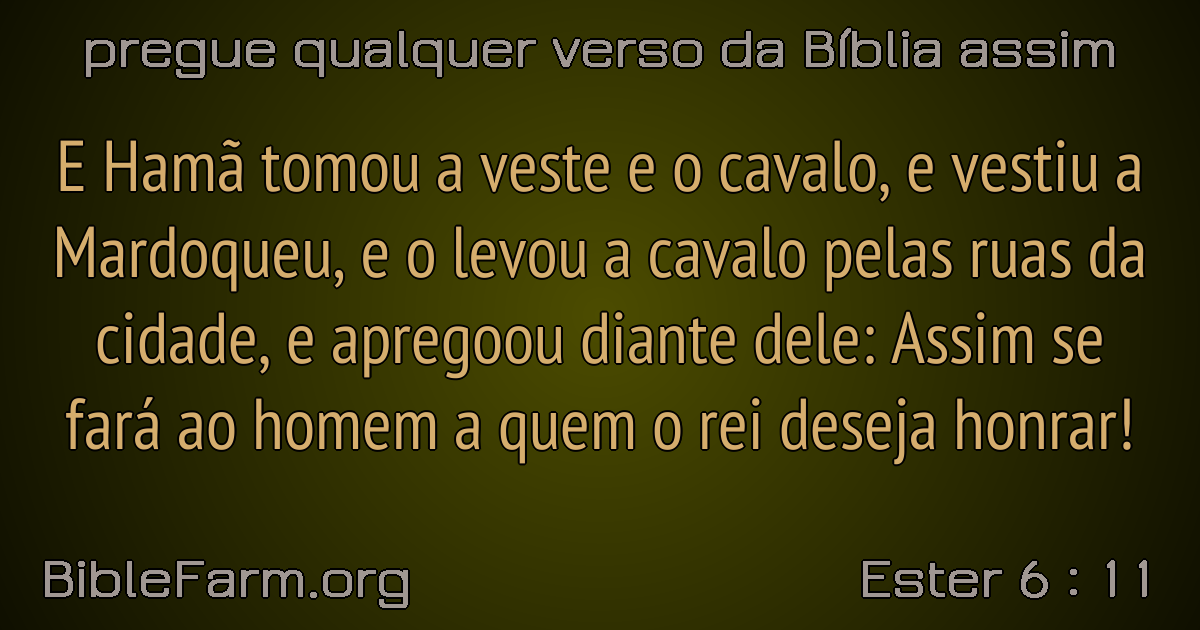 pregue qualquer verso da Bíblia assim
E Hamã tomou a veste e o cavalo, e vestiu a
Mardoqueu, e o levou a cavalo pelas ruas da
cidade, e apregoou diante dele: Assim se
fará ao homem a quem o rei deseja honrar!
BibleFarm.org
Ester 6 : 11